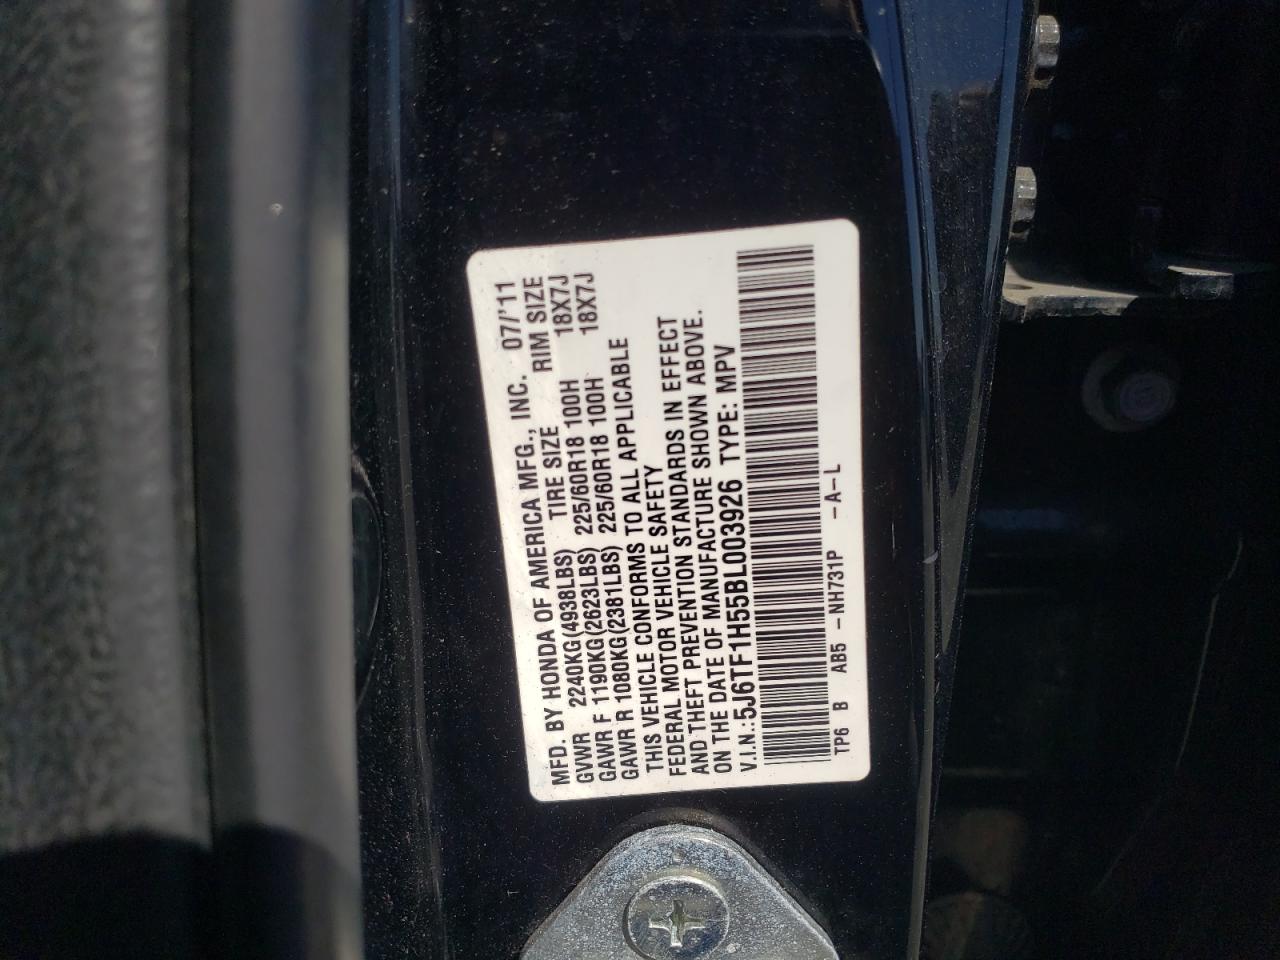 MFD. BY HONDA OF AMERICA MFG., INC. 07/'11
GVWR 2240KG(4938LBS) TIRE SIZE RIM SIZE
GAWR F 1190KG(2623LBS) 225/60R18 100H 18X7J
GAWR R 1080KG(2381LBS) 225/60R18 100H 18X7J
THIS VEHICLE CONFORMS TO ALL APPLICABLE
FEDERAL MOTOR VEHICLE SAFETY
AND THEFT PREVENTION STANDARDS IN EFFECT
ON THE DATE OF MANUFACTURE SHOWN ABOVE.
V.I.N.: 5J6TF1H55BL003926 TYPE: MPV
TP6 B AB5 -NH731P -A-L